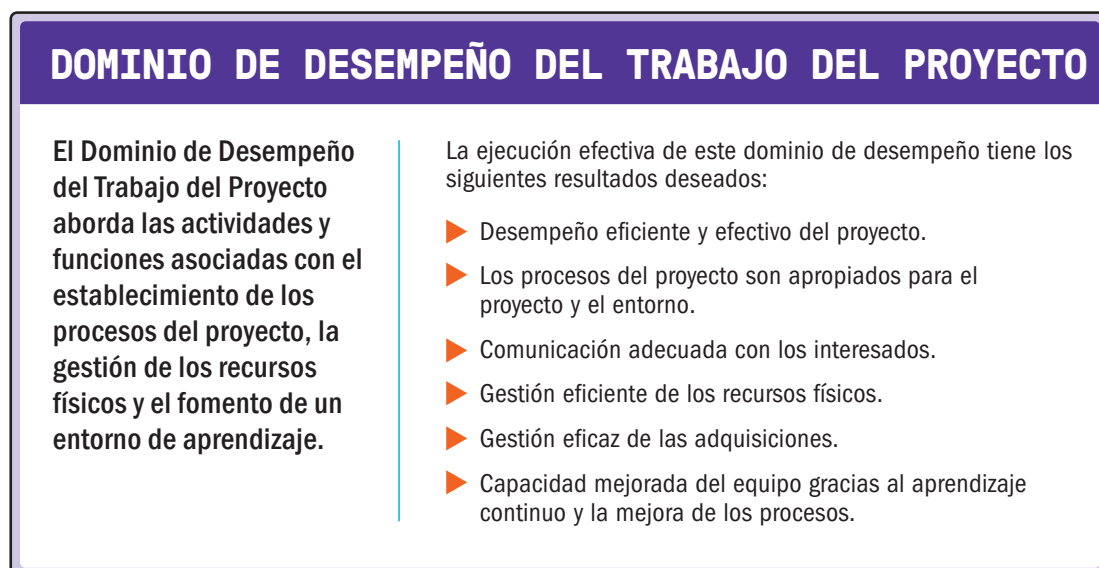 DOMINIO DE DESEMPEÑO DEL TRABAJO DEL PROYECTO
El Dominio de Desempeño
del Trabajo del Proyecto
aborda las actividades y
funciones asociadas con el
establecimiento de los
procesos del proyecto, la
gestión de los recursos
físicos y el fomento de un
entorno de aprendizaje.
La ejecución efectiva de este dominio de desempeño tiene los
siguientes resultados deseados:
Desempeño eficiente y efectivo del proyecto.
Los procesos del proyecto son apropiados para el
proyecto y el entorno.
Comunicación adecuada con los interesados.
Gestión eficiente de los recursos físicos.
Gestión eficaz de las adquisiciones.
Capacidad mejorada del equipo gracias al aprendizaje
continuo y la mejora de los procesos.